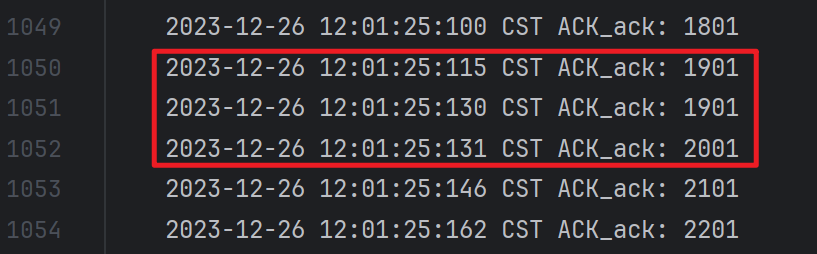 1049 2023-12-26 12:01:25:100 CST ACK_ack: 1801
1050 2023-12-26 12:01:25:115 CST ACK_ack: 1901
1051 2023-12-26 12:01:25:130 CST ACK_ack: 1901
1052 2023-12-26 12:01:25:131 CST ACK_ack: 2001
1053 2023-12-26 12:01:25:146 CST ACK_ack: 2101
1054 2023-12-26 12:01:25:162 CST ACK_ack: 2201